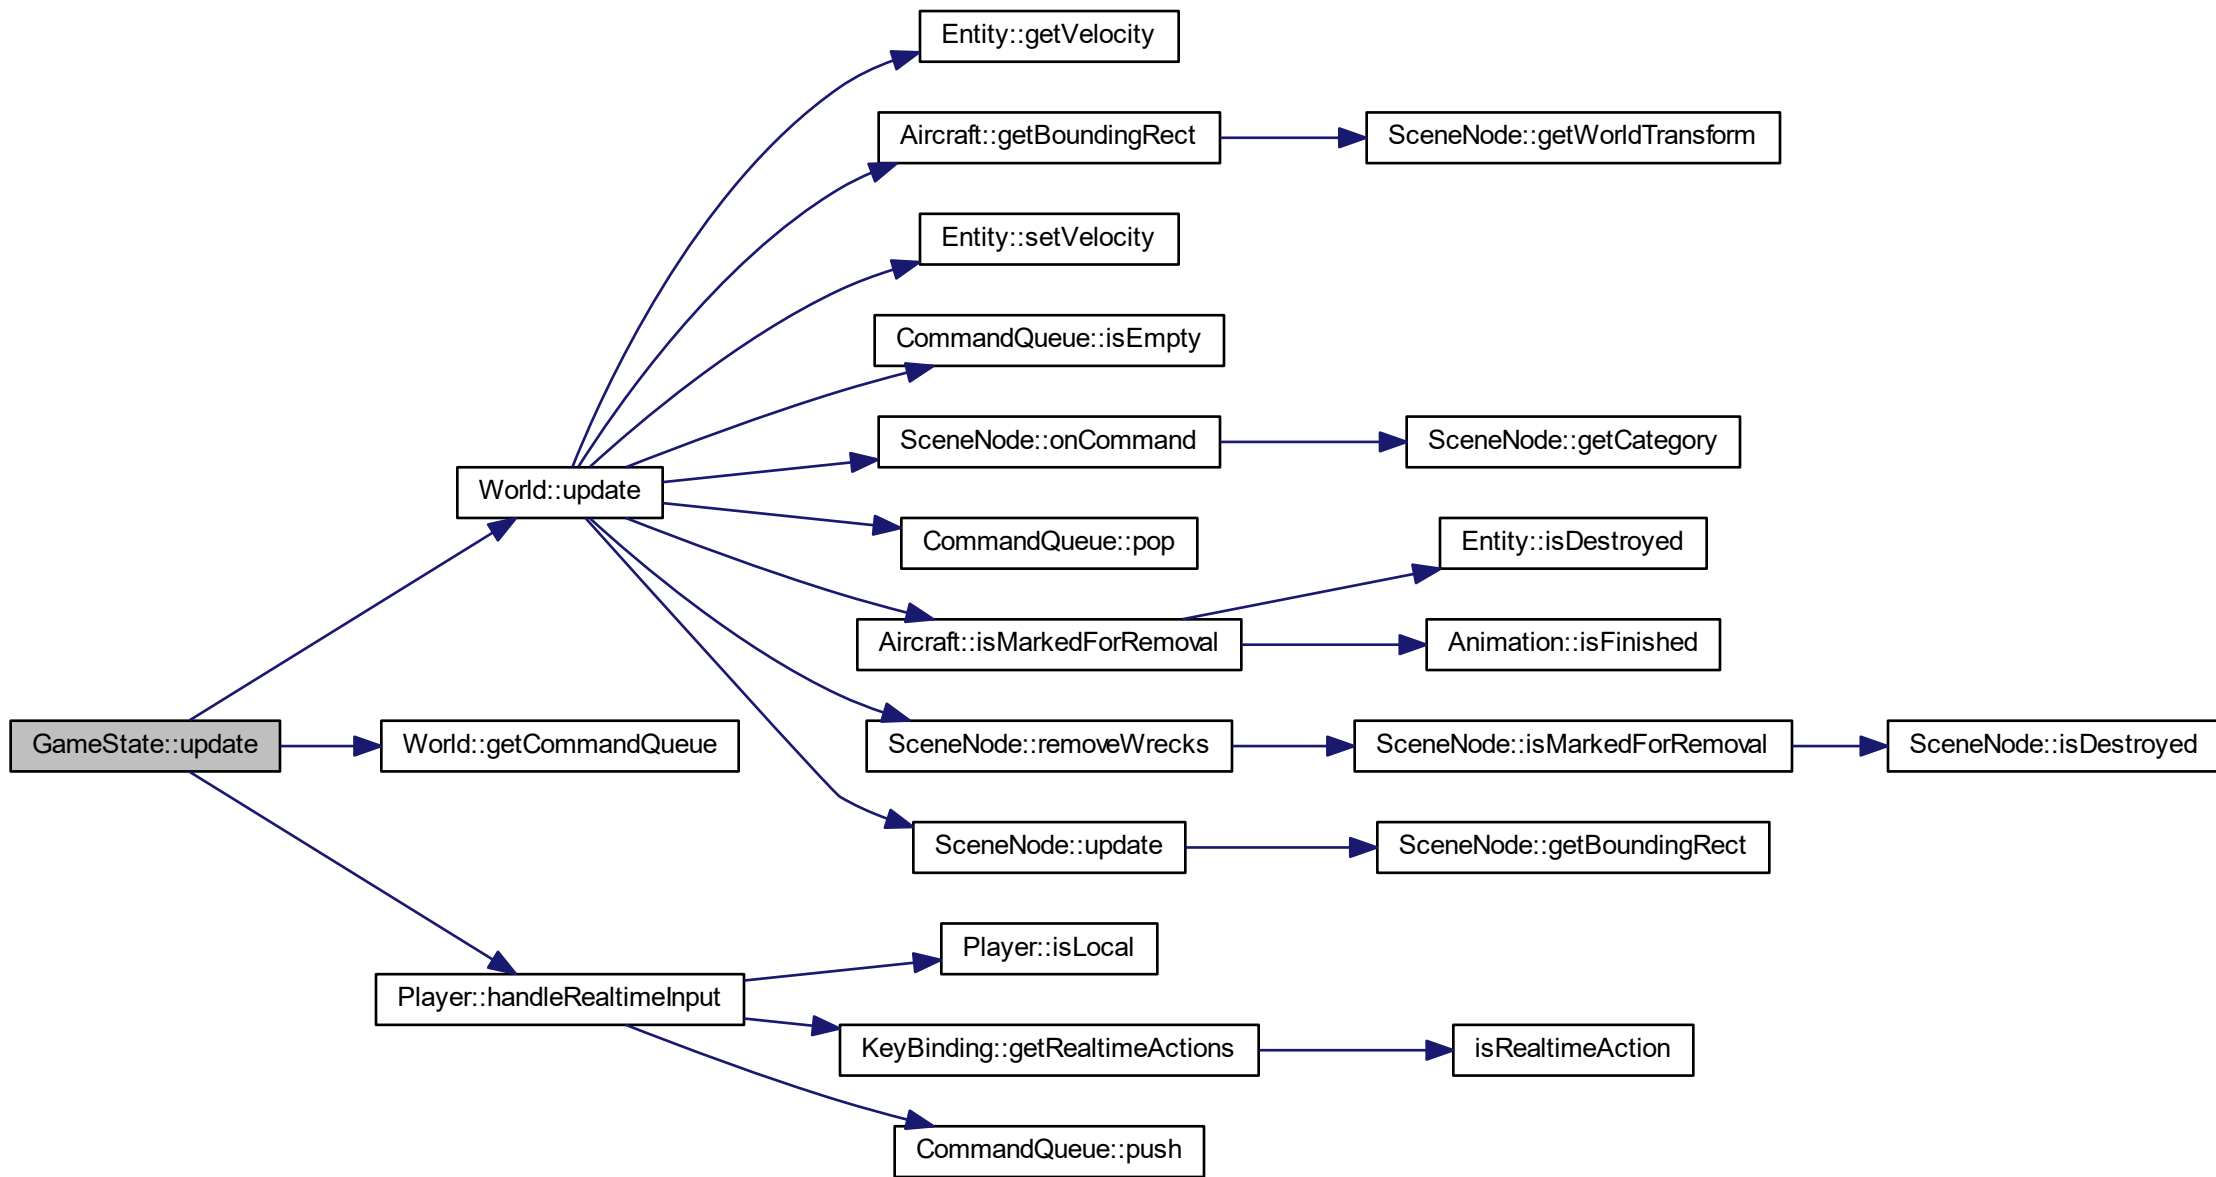 Entity::getVelocity
Aircraft::getBoundingRect
SceneNode::getWorldTransform
Entity::setVelocity
CommandQueue::isEmpty
SceneNode::onCommand
SceneNode::getCategory
World::update
CommandQueue::pop
Entity::isDestroyed
Aircraft::isMarkedForRemoval
Animation::isFinished
GameState::update
World::getCommandQueue
SceneNode::removeWrecks
SceneNode::isMarkedForRemoval
SceneNode::isDestroyed
SceneNode::update
SceneNode::getBoundingRect
Player::isLocal
Player::handleRealtimeInput
KeyBinding::getRealtimeActions
isRealtimeAction
CommandQueue::push